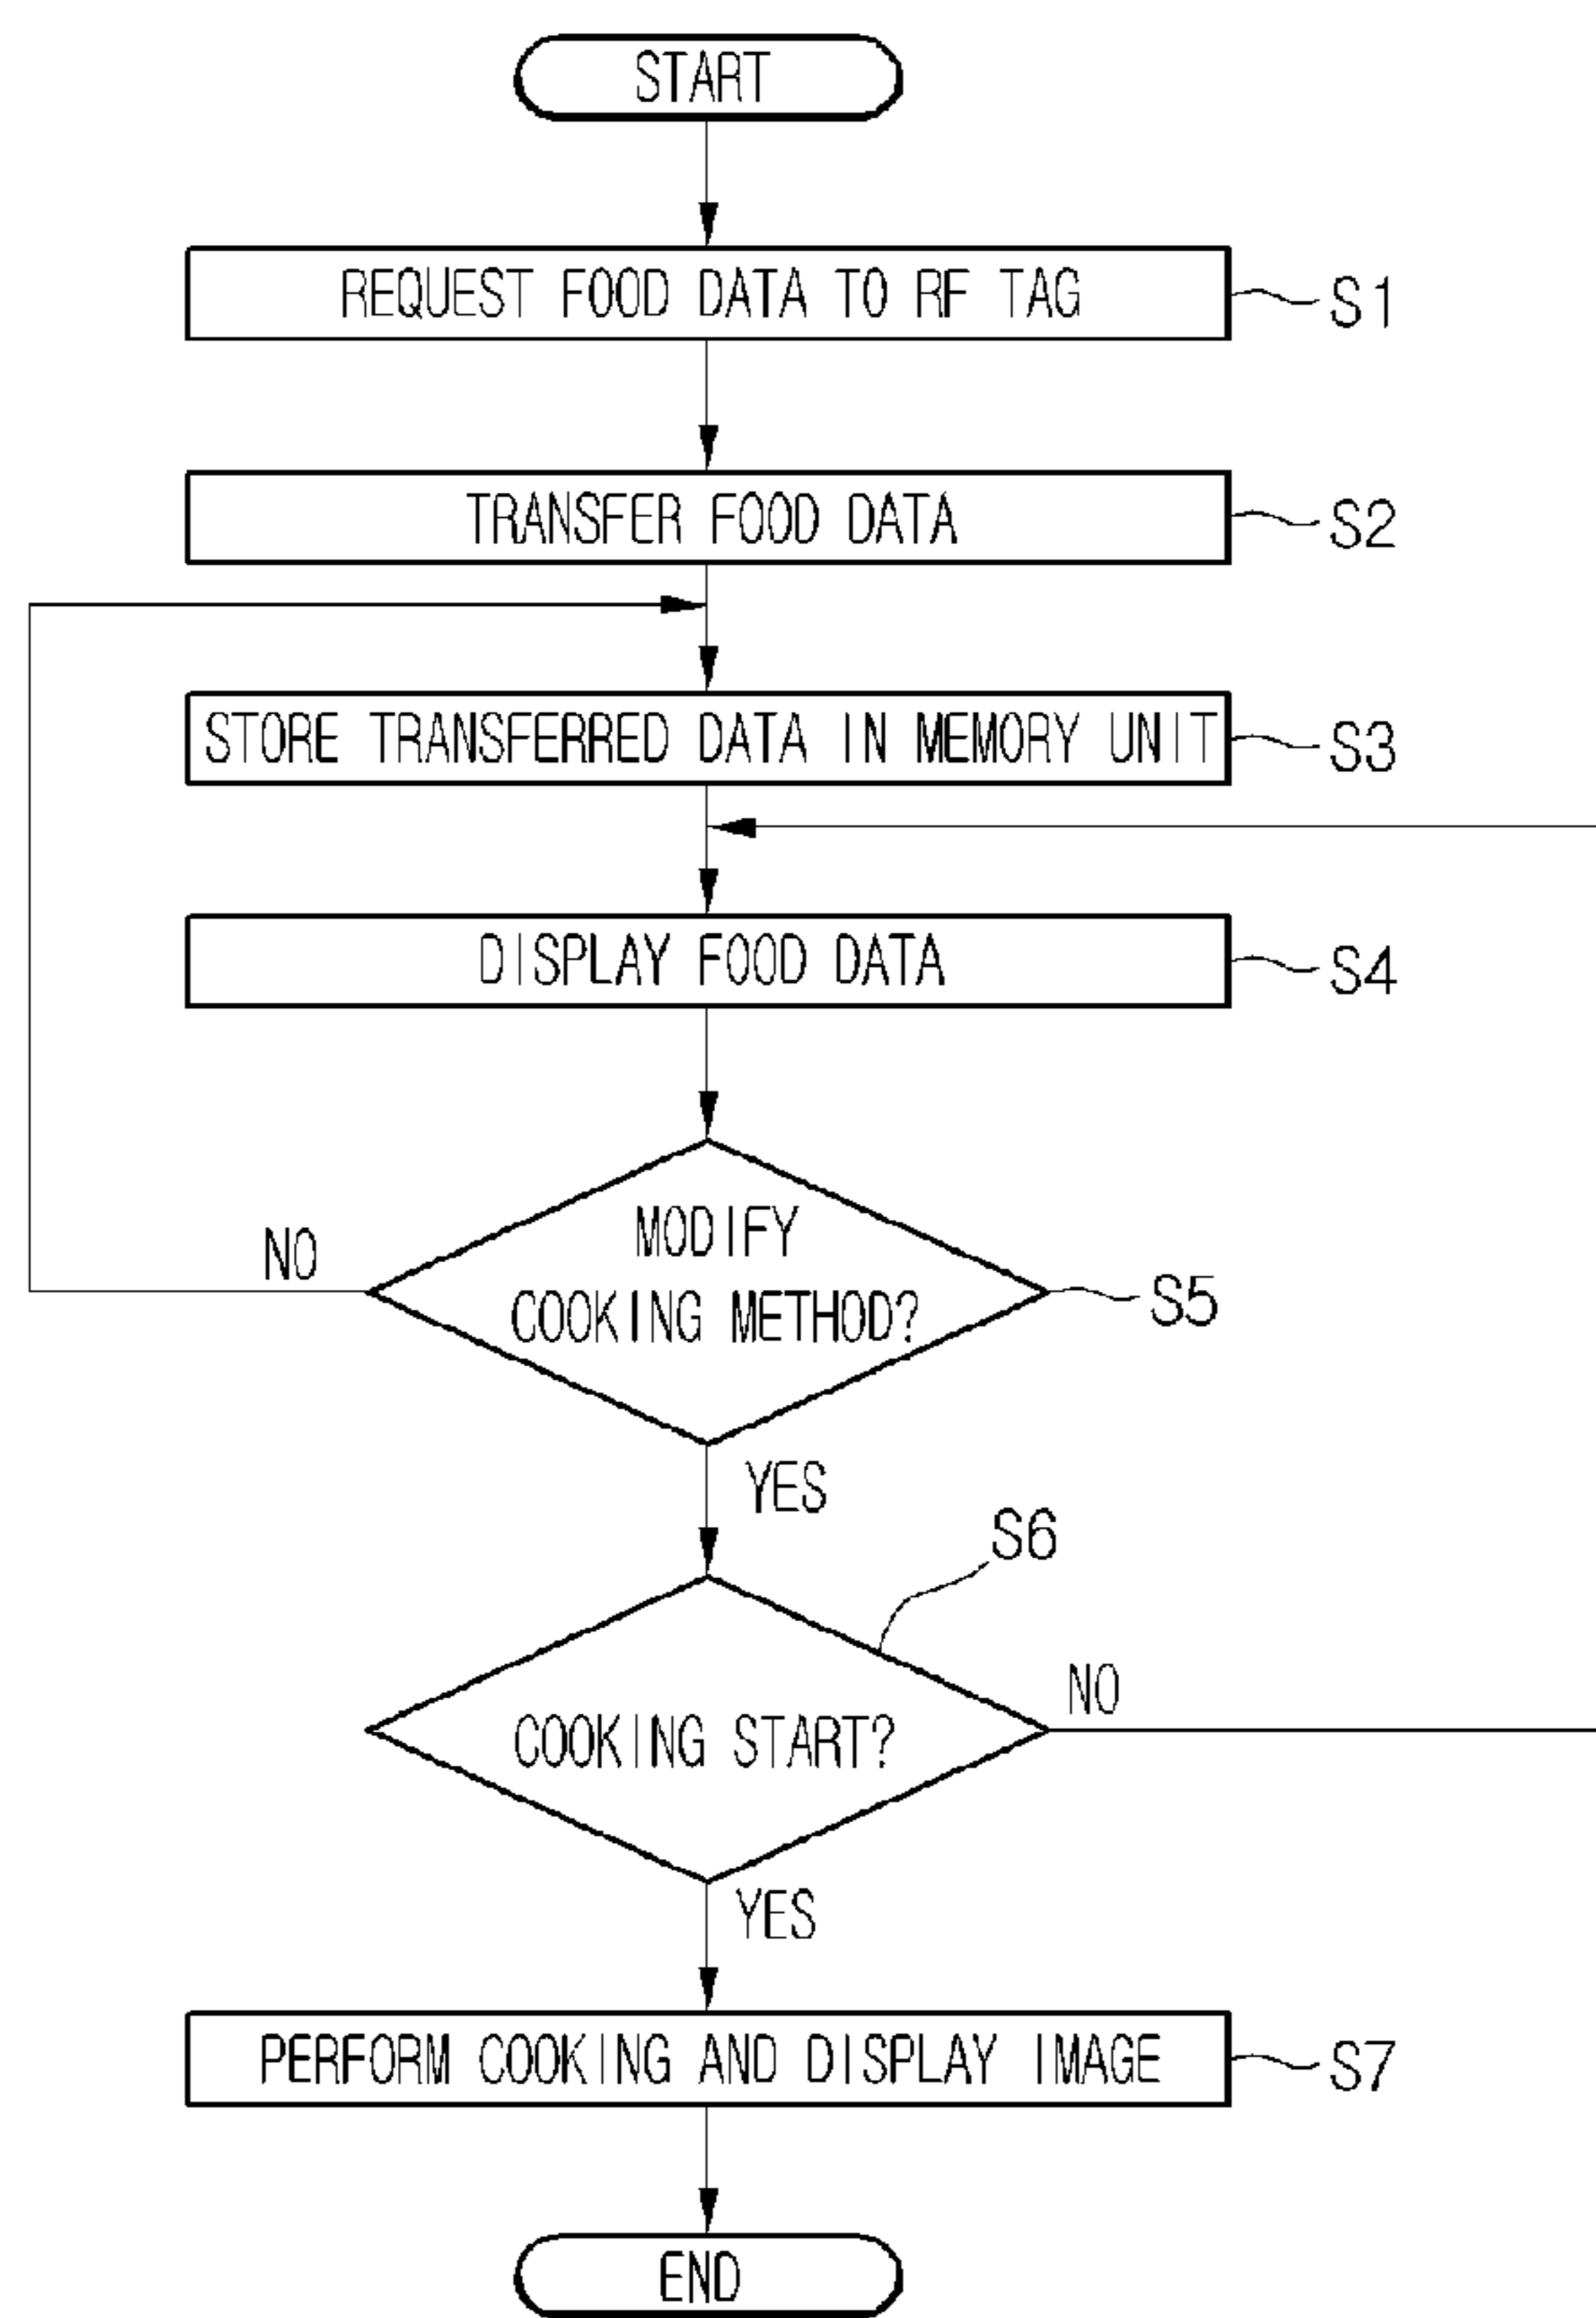 START
REQUEST FOOD DATA TO RF TAG
S1
TRANSFER FOOD DATA
S2
STORE TRANSFERRED DATA IN MEMORY UNIT
S3
DISPLAY FOOD DATA
S4
MODIFY
COOKING METHOD?
NO
S5
YES
S6
COOKING START?
NO
YES
PERFORM COOKING AND DISPLAY IMAGE
S7
END